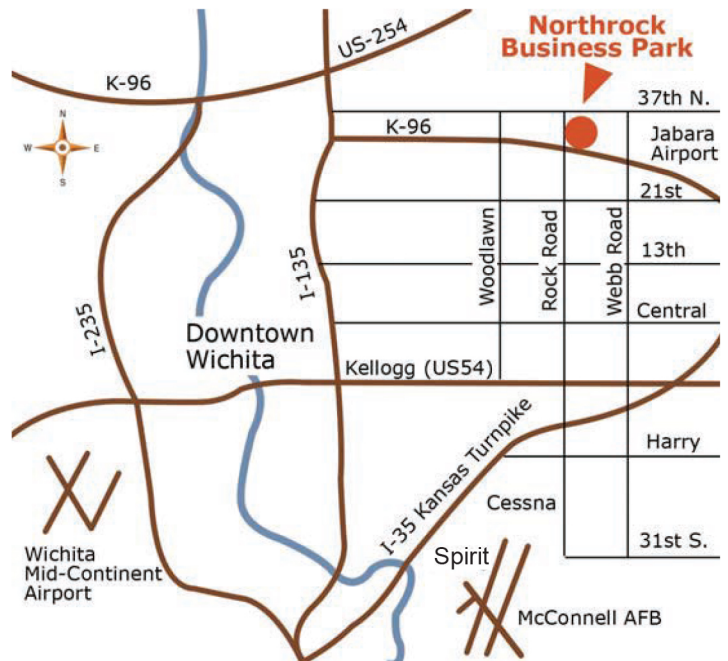 Northrock
Business Park
US-254
K-96
37th N.
N
W
E
S
K-96
Jabara
Airport
21st
Woodlawn
Rock Road
Webb Road
13th
I-235
I-135
Central
Downtown
Wichita
Kellogg (US54)
I-35 Kansas Turnpike
Harry
Cessna
31st S.
Spirit
Wichita
Mid-Continent
Airport
McConnell AFB